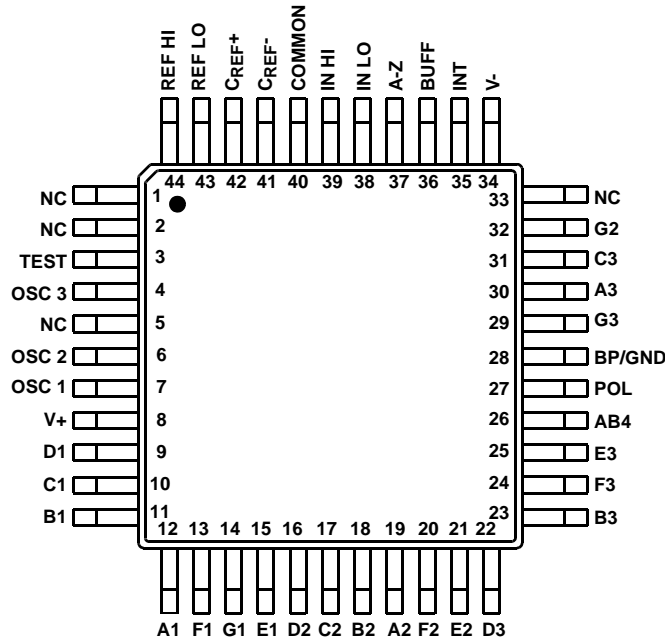 REF HI
REF LO
CREF+
CREF-
COMMON
IN HI
IN LO
A-Z
BUFF
INT
V-
44 43 42 41 40 39 38 37 36 35 34
NC 1 33 NC
NC 2 32 G2
TEST 3 31 C3
OSC 3 4 30 A3
NC 5 29 G3
OSC 2 6 28 BP/GND
OSC 1 7 27 POL
V+ 8 26 AB4
D1 9 25 E3
C1 10 24 F3
B1 11 23 B3
12 13 14 15 16 17 18 19 20 21 22
A1 F1 G1 E1 D2 C2 B2 A2 F2 E2 D3